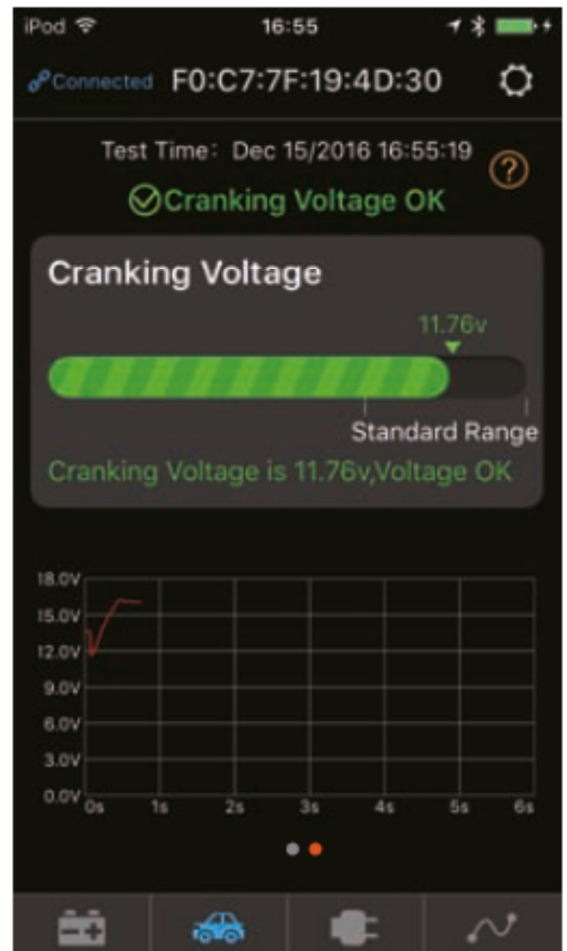 iPod 16:55
Connected F0:C7:7F:19:4D:30
Test Time: Dec 15/2016 16:55:19
?
Cranking Voltage OK
Cranking Voltage
11.76v
Standard Range
Cranking Voltage is 11.76v,Voltage OK
18.0V
15.0V
12.0V
9.0V
6.0V
3.0V
0.0V
0s 1s 2s 3s 4s 5s 6s